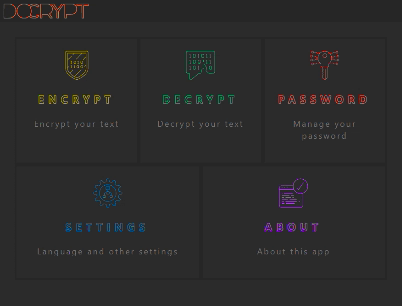 DOCRYPT
ENCRYPT
Encrypt your text
DECRYPT
Decrypt your text
PASSWORD
Manage your
password
SETTINGS
Language and other settings
ABOUT
About this app